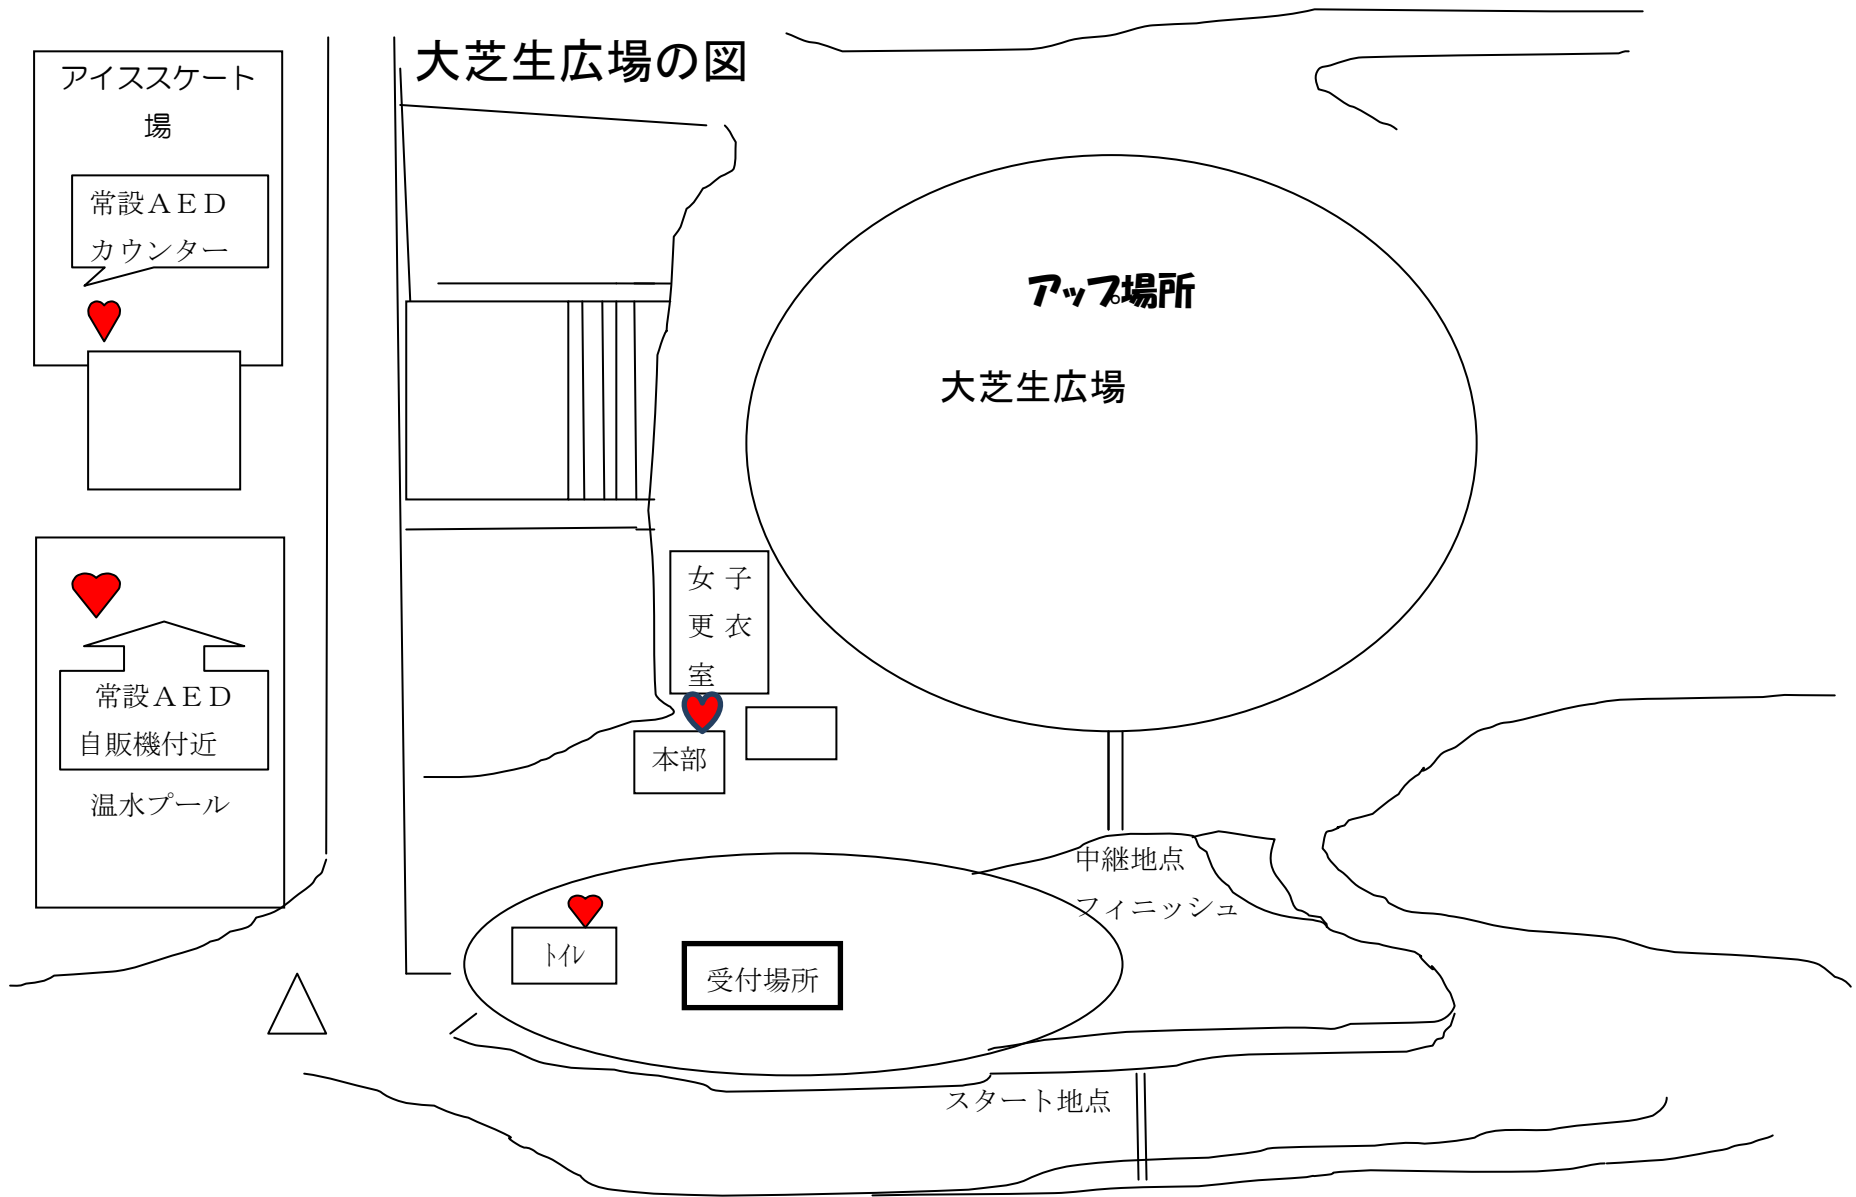 大芝生広場の図
アイススケート
場
常設ＡＥＤ
カウンター
アップ場所
大芝生広場
女子
更衣
室
常設ＡＥＤ
自販機付近
温水プール
本部
中継地点
フィニッシュ
ﾄｲﾚ
受付場所
スタート地点